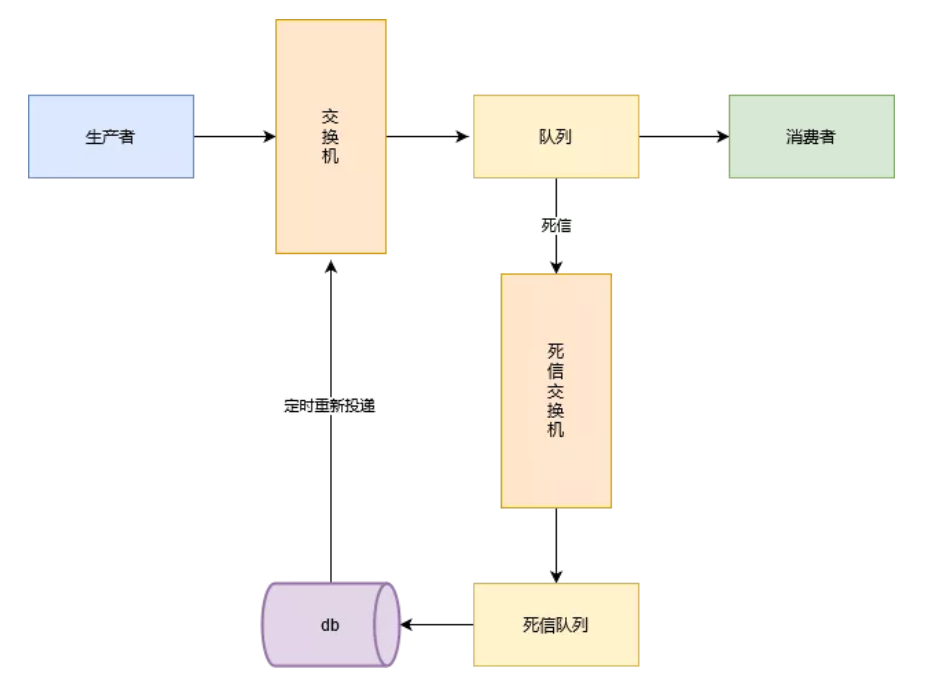 生产者
交
换
机
队列
消费者
死信
死
信
交
换
机
定时重新投递
db
死信队列